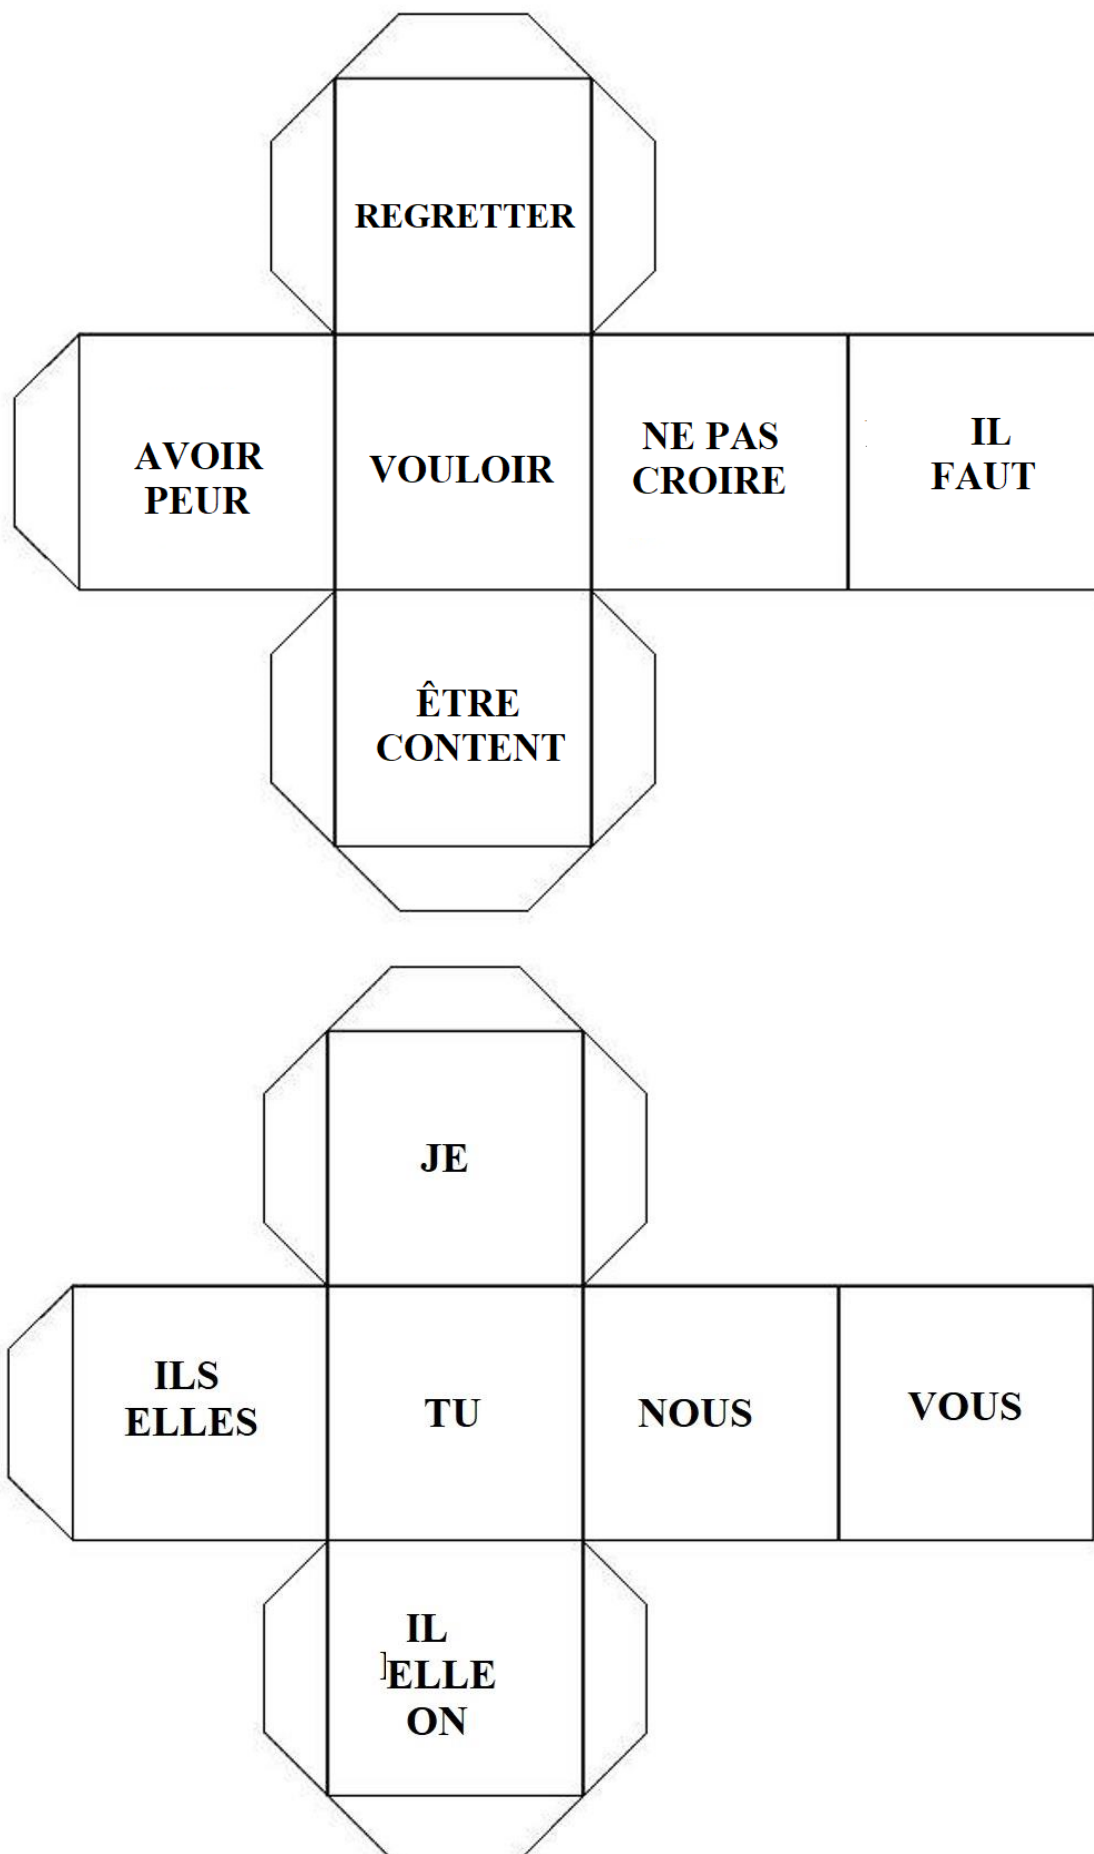 REGRETTER
AVOIR
PEUR
VOULOIR
NE PAS
CROIRE
IL
FAUT
ÊTRE
CONTENT
JE
ILS
ELLES
TU
NOUS
VOUS
IL
ELLE
ON